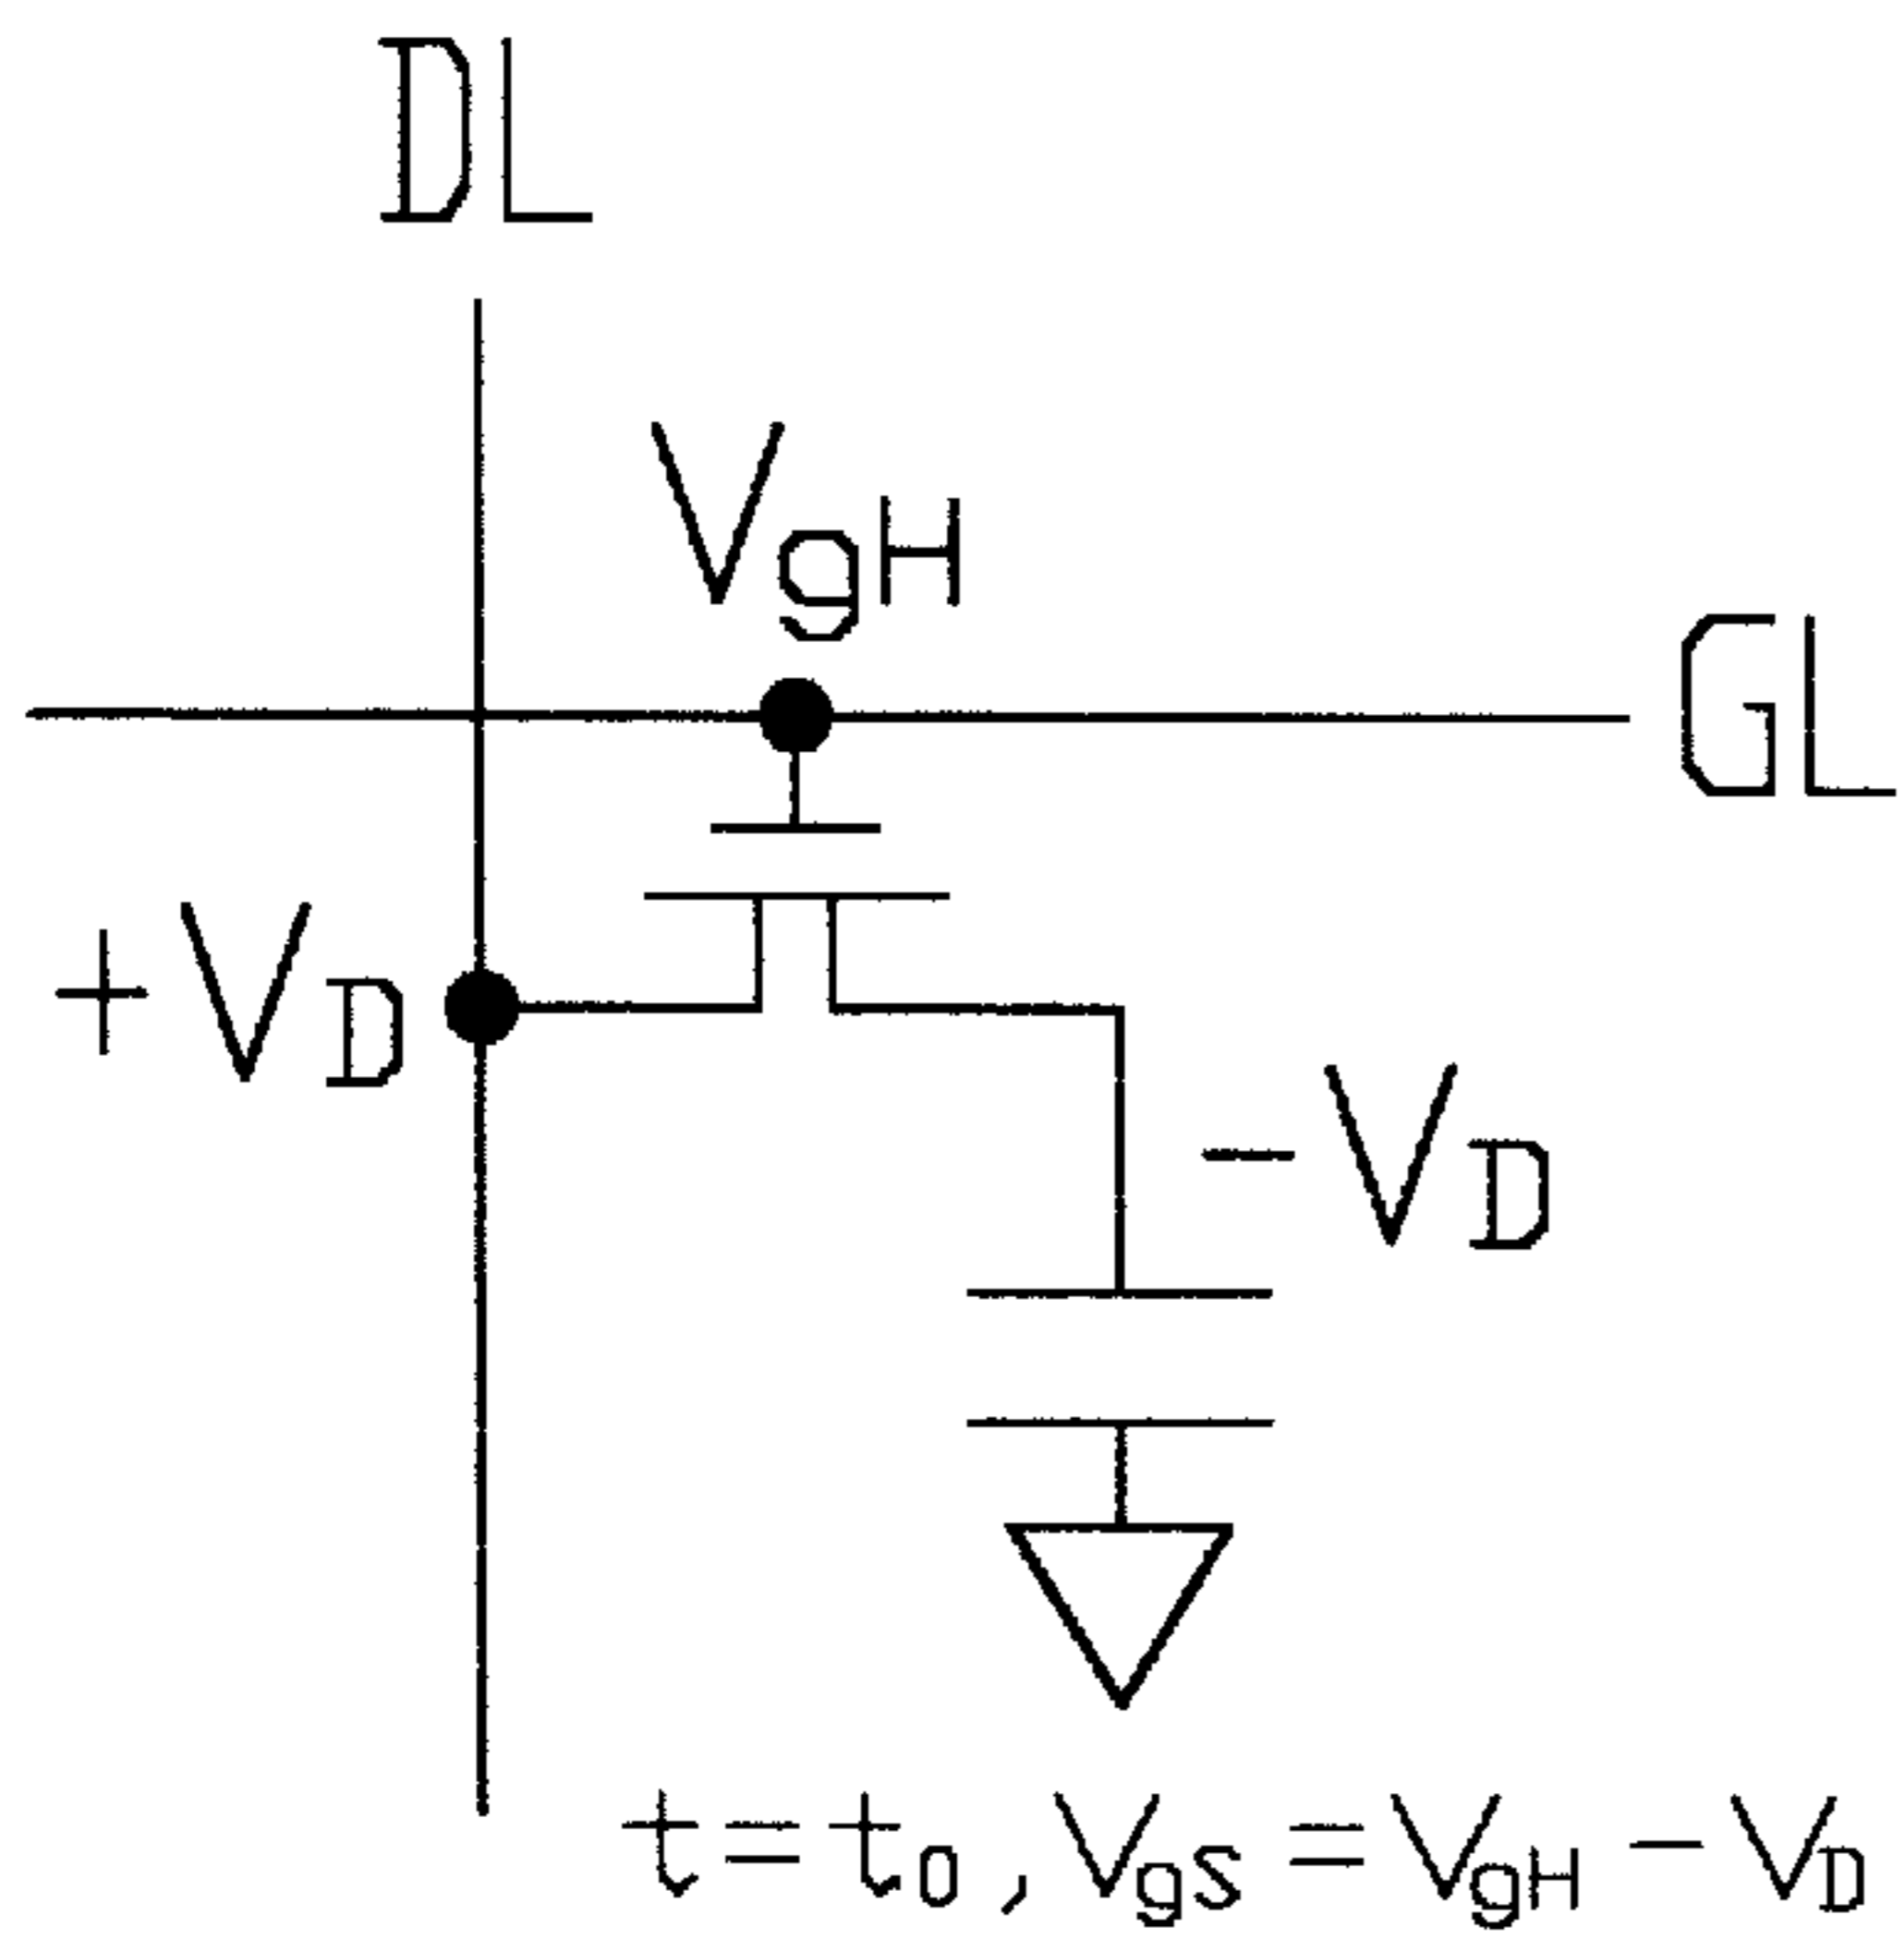 DL
VgH
GL
+VD
-VD
t=t0, VgS=VgH-VD